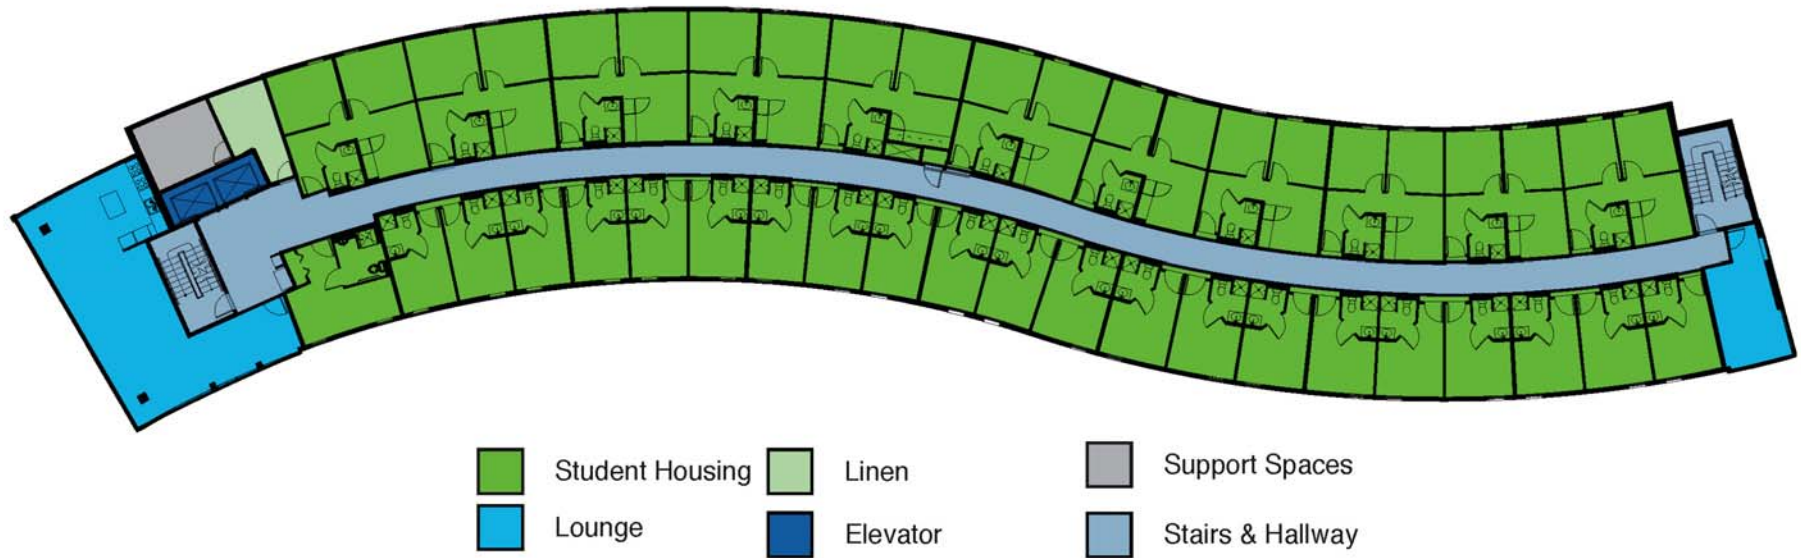 Student Housing
Linen
Support Spaces
Lounge
Elevator
Stairs & Hallway